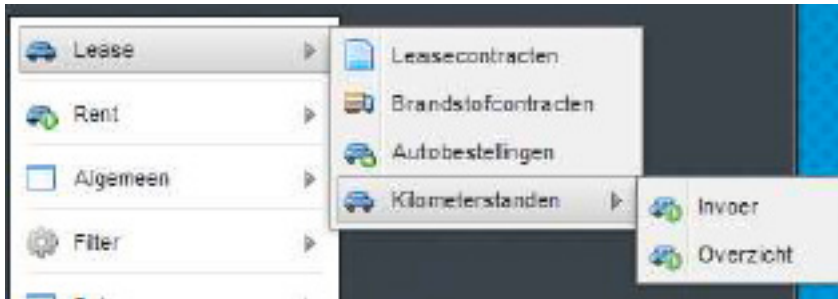 Lease
Rent
Algemeen
Filter
Leasecontracten
Brandstofcontracten
Autobestellingen
Kilometerstanden
Invoer
Overzicht